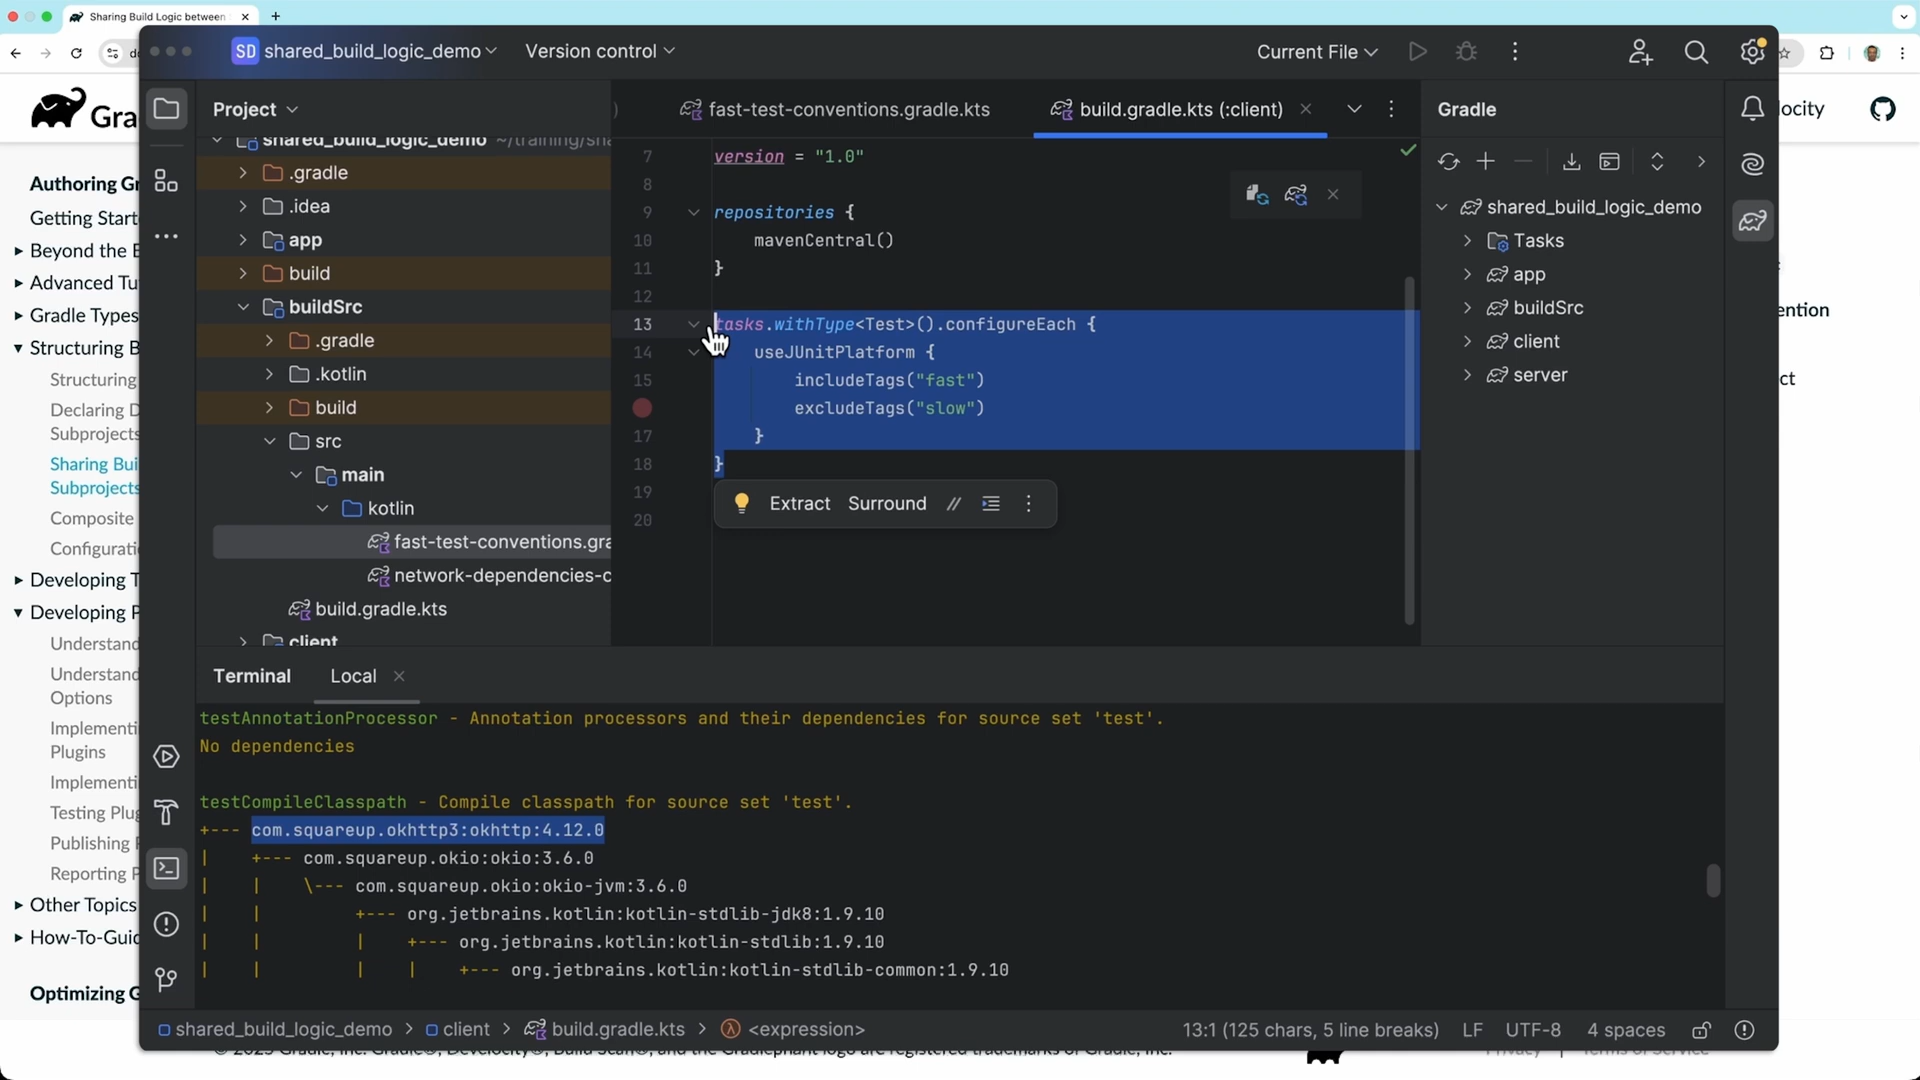 Sharing Build Logic between
SD shared_build_logic_demo
Version control
Current File
Gra
Authoring Gr
Getting Start
Beyond the B
Advanced Tu
Gradle Types
Structuring B
Structuring
Declaring D
Subprojects
Sharing Bui
Subprojects
Composite
Configurati
Developing T
Developing P
Understand
Understand
Options
Implementi
Plugins
Implementi
Testing Plug
Publishing P
Reporting P
Other Topics
How-To-Guid
Optimizing G
Project
shared_build_logic_demo ~/training/sha
.gradle
.idea
app
build
buildSrc
.gradle
.kotlin
build
src
main
kotlin
fast-test-conventions.gra
network-dependencies-c
build.gradle.kts
client
fast-test-conventions.gradle.kts
build.gradle.kts (:client)
7 version = "1.0"
8
9 repositories {
10 mavenCentral()
11 }
12
13 tasks.withType<Test>().configureEach {
14 useJUnitPlatform {
15 includeTags("fast")
excludeTags("slow")
17 }
18 }
19
20
Extract Surround //
Gradle
shared_build_logic_demo
Tasks
app
buildSrc
client
server
ocity
ention
ct
Terminal
Local
testAnnotationProcessor - Annotation processors and their dependencies for source set 'test'.
No dependencies
testCompileClasspath - Compile classpath for source set 'test'.
+--- com.squareup.okhttp3:okhttp:4.12.0
|    +--- com.squareup.okio:okio:3.6.0
|    |    \--- com.squareup.okio:okio-jvm:3.6.0
|    |         +--- org.jetbrains.kotlin:kotlin-stdlib-jdk8:1.9.10
|    |         |    +--- org.jetbrains.kotlin:kotlin-stdlib:1.9.10
|    |         |    |    +--- org.jetbrains.kotlin:kotlin-stdlib-common:1.9.10
shared_build_logic_demo > client > build.gradle.kts > <expression>
13:1 (125 chars, 5 line breaks)
LF
UTF-8
4 spaces